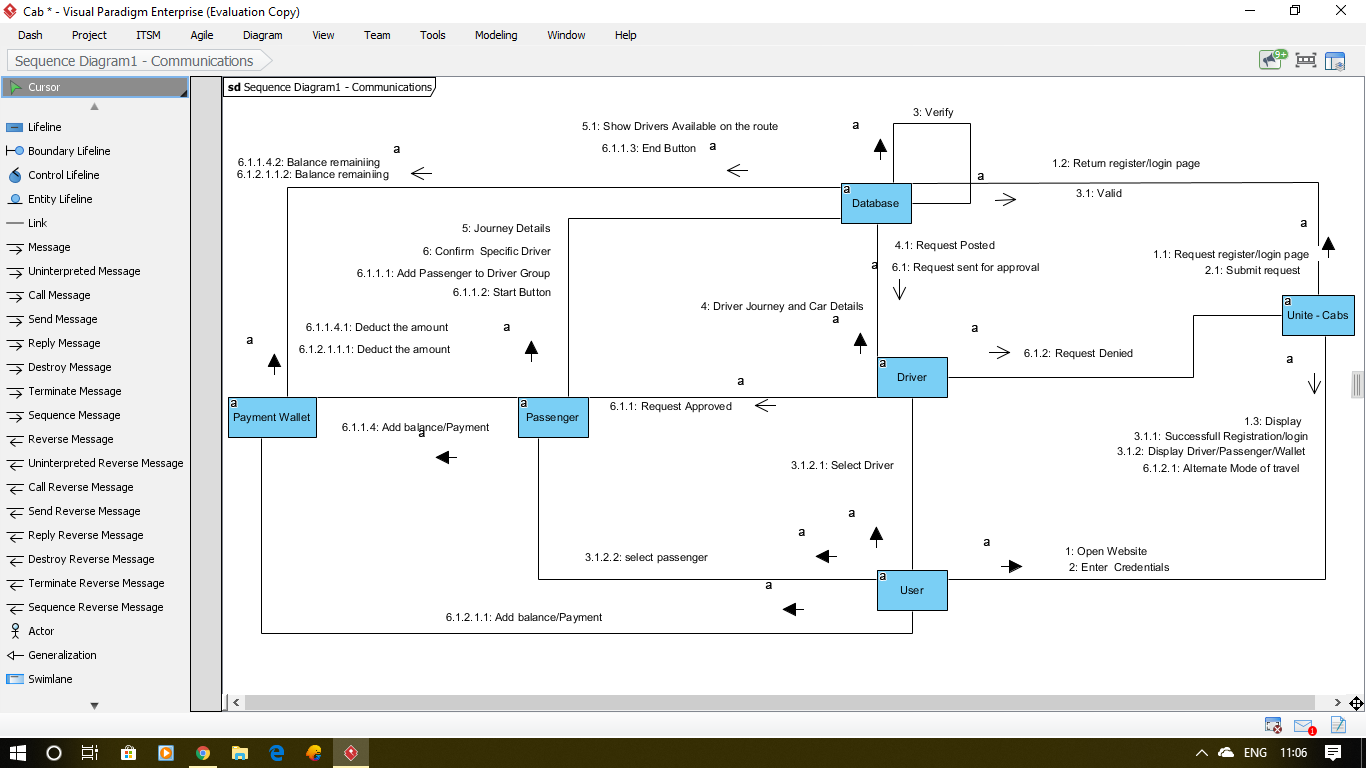 Cab * - Visual Paradigm Enterprise (Evaluation Copy)
Dash Project ITSM Agile Diagram View Team Tools Modeling Window Help
Sequence Diagram1 - Communications
9+
Cursor
Lifeline
Boundary Lifeline
Control Lifeline
Entity Lifeline
Link
Message
Uninterpreted Message
Call Message
Send Message
Reply Message
Destroy Message
Terminate Message
Sequence Message
Reverse Message
Uninterpreted Reverse Message
Call Reverse Message
Send Reverse Message
Reply Reverse Message
Destroy Reverse Message
Terminate Reverse Message
Sequence Reverse Message
Actor
Generalization
Swimlane
sd Sequence Diagram1 - Communications
3: Verify
a
5.1: Show Drivers Available on the route
a
6.1.1.3: End Button
a
6.1.1.4.2: Balance remainiing
6.1.2.1.1.2: Balance remainiing
a
1.2: Return register/login page
3.1: Valid
a
Database
5: Journey Details
6: Confirm Specific Driver
6.1.1.1: Add Passenger to Driver Group
6.1.1.2: Start Button
4.1: Request Posted
a
6.1: Request sent for approval
a
1.1: Request register/login page
2.1: Submit request
a
Unite - Cabs
4: Driver Journey and Car Details
a
6.1.1.4.1: Deduct the amount
a
6.1.2.1.1.1: Deduct the amount
a
a
6.1.2: Request Denied
a
a
Driver
a
6.1.1: Request Approved
a
Payment Wallet
a
Passenger
6.1.1.4: Add balance/Payment
a
1.3: Display
3.1.1: Successfull Registration/login
3.1.2: Display Driver/Passenger/Wallet
6.1.2.1: Alternate Mode of travel
3.1.2.1: Select Driver
a
a
3.1.2.2: select passenger
a
1: Open Website
2: Enter Credentials
a
a
User
6.1.2.1.1: Add balance/Payment
1
ENG 11:06